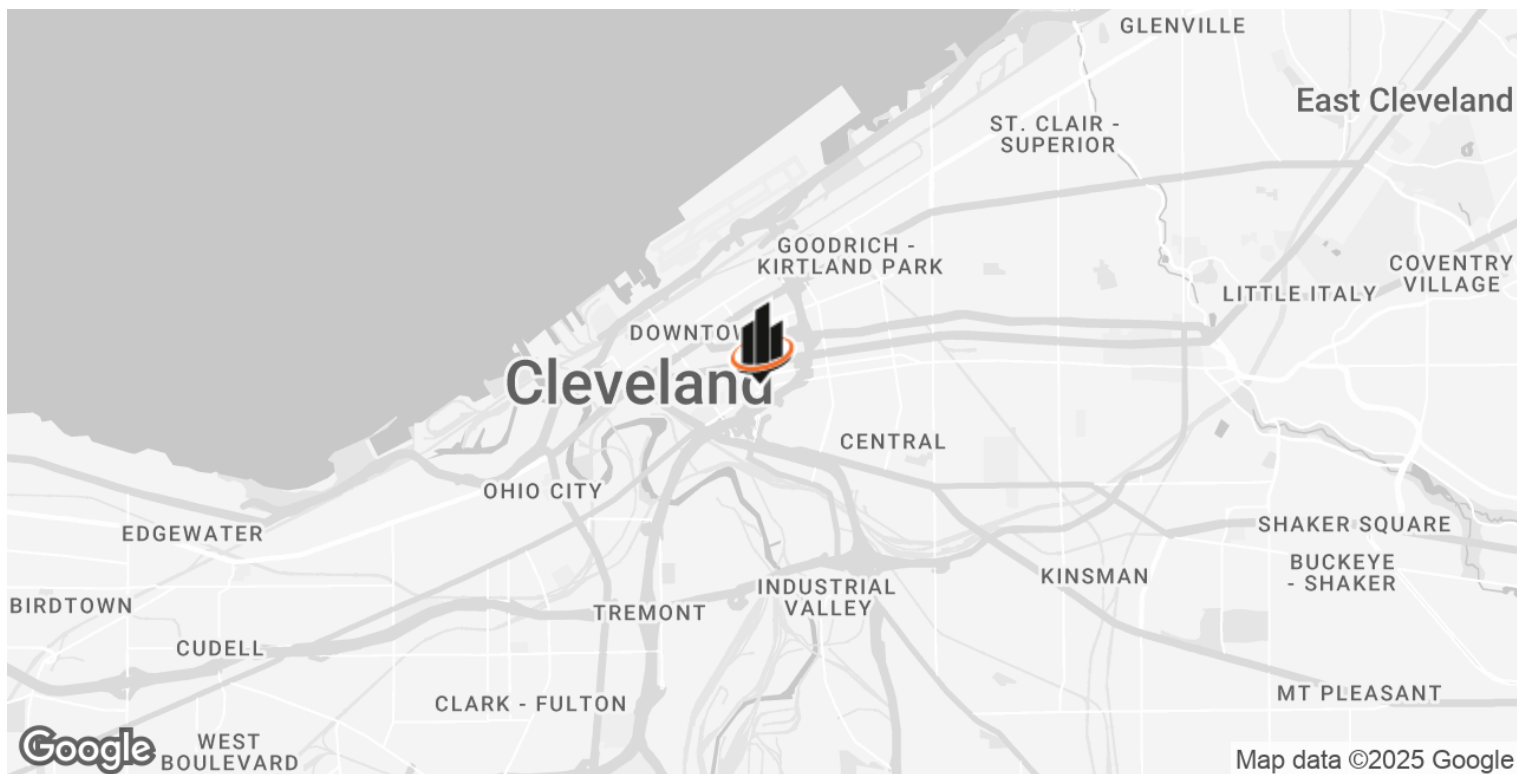 GLENVILLE
East Cleveland
ST. CLAIR -
SUPERIOR
GOODRICH -
KIRTLAND PARK
COVENTRY
VILLAGE
LITTLE ITALY
DOWNTOW
Cleveland
CENTRAL
OHIO CITY
EDGEWATER
SHAKER SQUARE
BUCKEYE
- SHAKER
KINSMAN
INDUSTRIAL
VALLEY
BIRDTOWN
TREMONT
CUDELL
MT PLEASANT
CLARK - FULTON
WEST
BOULEVARD
Google
Map data ©2025 Google